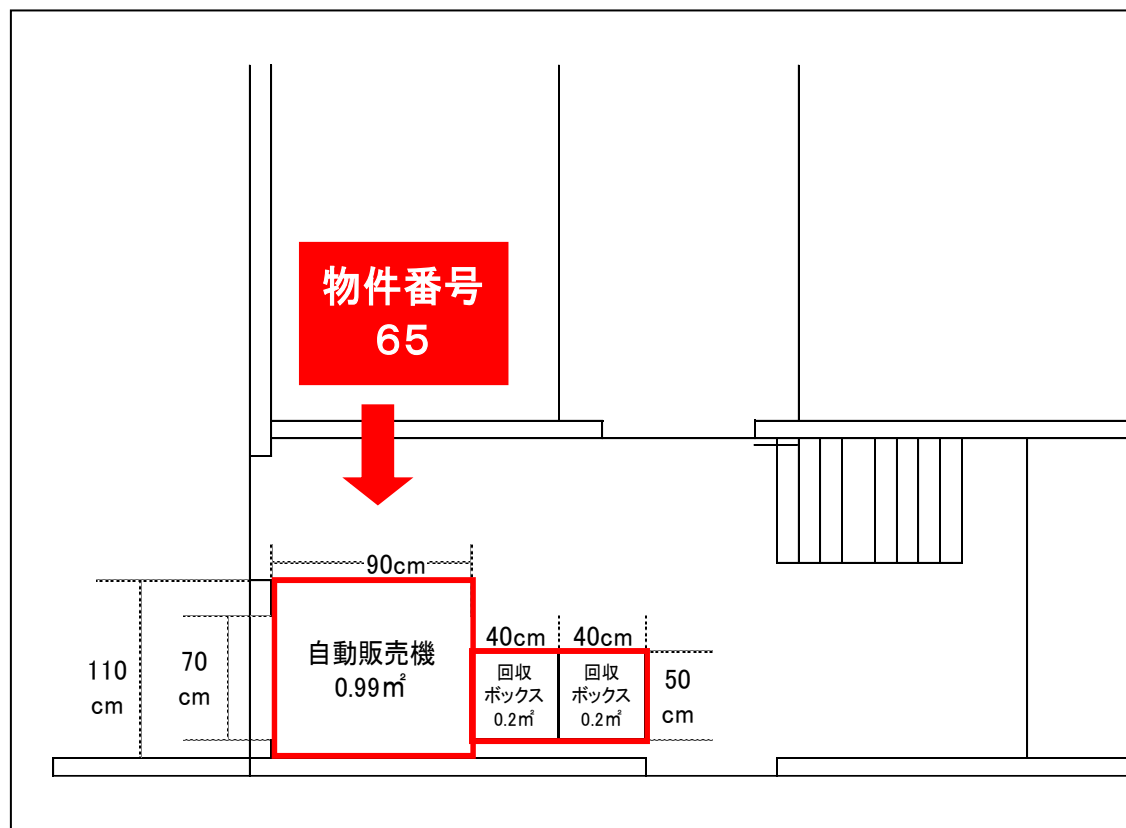 物件番号
６５
90cm
40cm
40cm
110
cm
70
cm
自動販売機
0.99㎡
回収
ボックス
0.2㎡
回収
ボックス
0.2㎡
50
cm